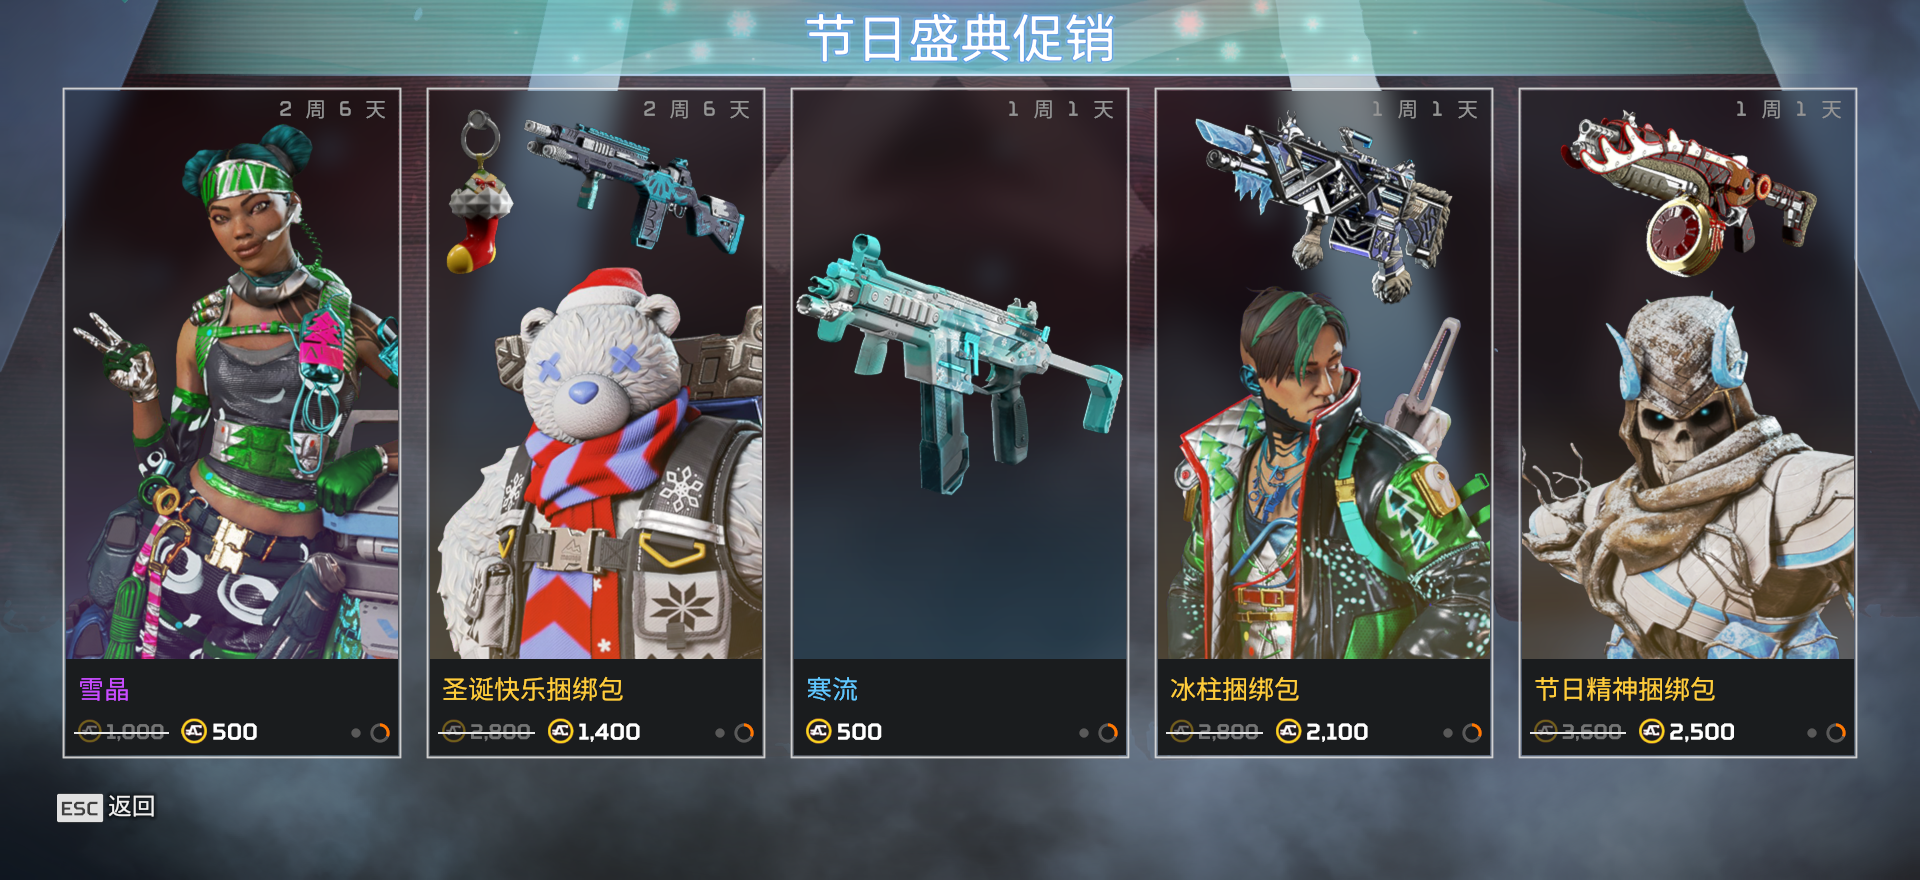 节日盛典促销
2 周 6 天
雪晶
1,000 500
2 周 6 天
圣诞快乐捆绑包
2,800 1,400
1 周 1 天
寒流
500
1 周 1 天
冰柱捆绑包
2,800 2,100
1 周 1 天
节日精神捆绑包
3,600 2,500
ESC 返回